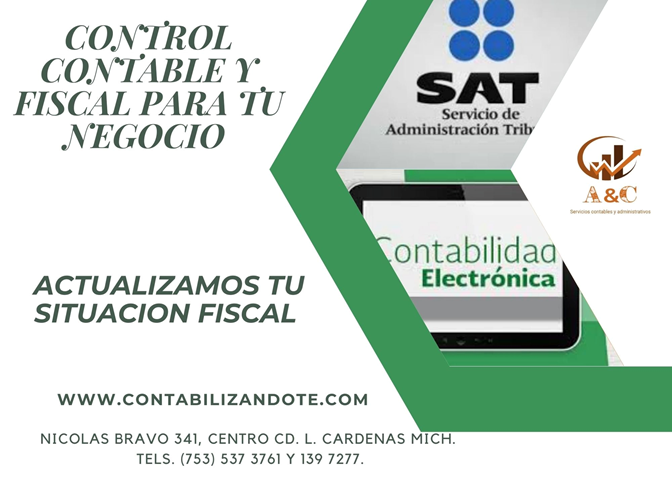 CONTROL
CONTABLE Y
FISCAL PARA TU
NEGOCIO
SAT
Servicio de
Administración
A&C
Servicios contables y administrativos
Contabilidad
Electrónica
ACTUALIZAMOS TU
SITUACION FISCAL
WWW.CONTABILIZANDOTE.COM
NICOLAS BRAVO 341, CENTRO CD. L. CARDENAS MICH.
TELS. (753) 537 3761 Y 139 7277.